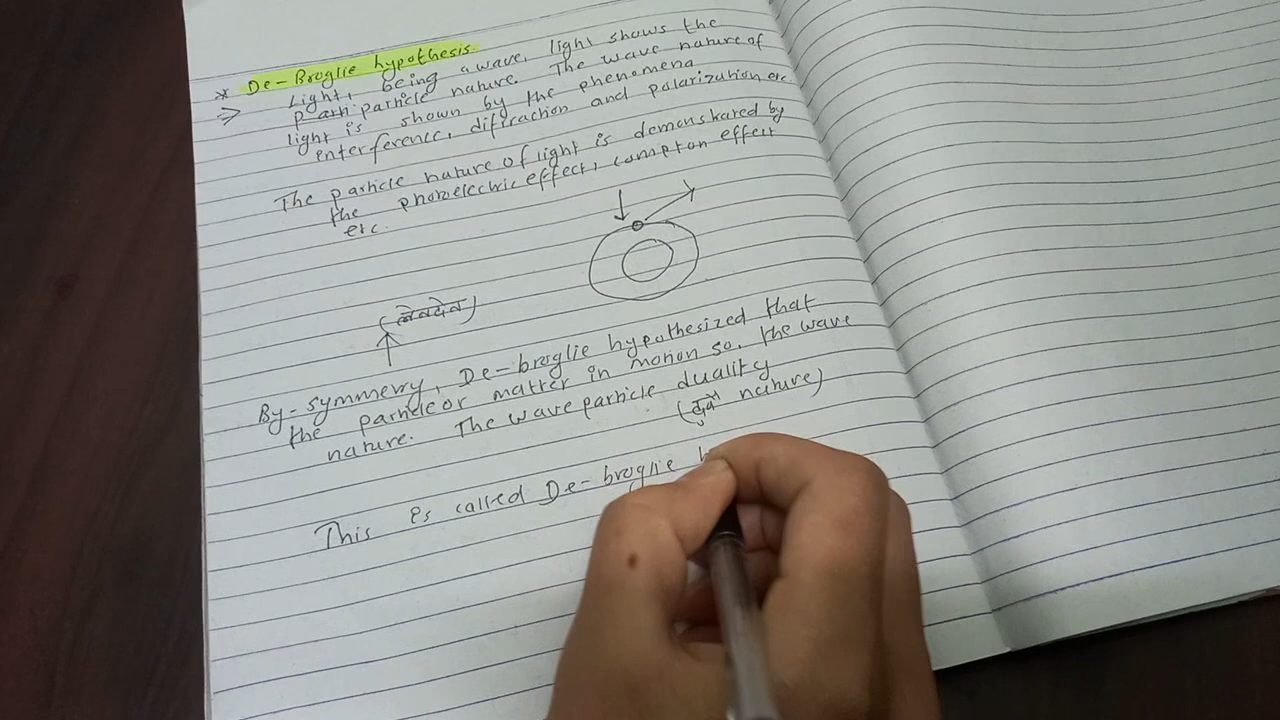 * De-Broglie hypothesis.
⇒ Light, being a wave, light shows the
parti particle nature. The wave nature of
light is shown by the phenomena
interference, diffraction and polarization etc
The particle nature of light is demonskared by
the photoelectric effect, compton effect
etc.
By-symmetry, De-broglie hypothesized that
the particle or matter in motion so. the wave
nature. The wave particle duality
nature)
This is called De-broglie h